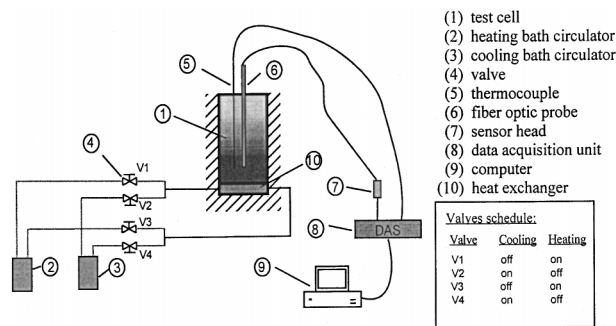 (1) test cell
(2) heating bath circulator
(3) cooling bath circulator
(4) valve
(5) thermocouple
(6) fiber optic probe
(7) sensor head
(8) data acquisition unit
(9) computer
(10) heat exchanger
5
6
1
4
10
V1
V2
V3
V4
7
8
DAS
2
3
9
Valves schedule:
Valve Cooling Heating
V1 off on
V2 on off
V3 off on
V4 on off